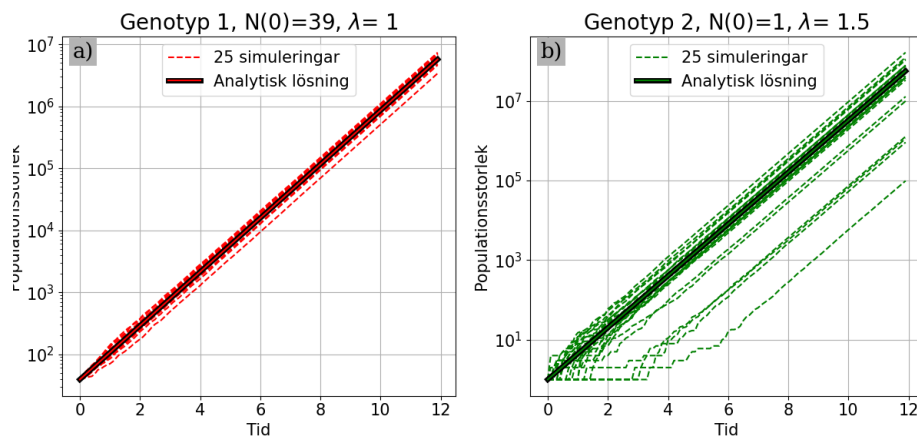 Genotyp 1, N(0)=39, λ= 1
a)
25 simuleringar
Analytisk lösning
10⁷
10⁶
10⁵
10⁴
10³
10²
Populationsstorlek
0 2 4 6 8 10 12
Tid
Genotyp 2, N(0)=1, λ= 1.5
b)
25 simuleringar
Analytisk lösning
10⁷
10⁵
10³
10¹
Populationsstorlek
0 2 4 6 8 10 12
Tid